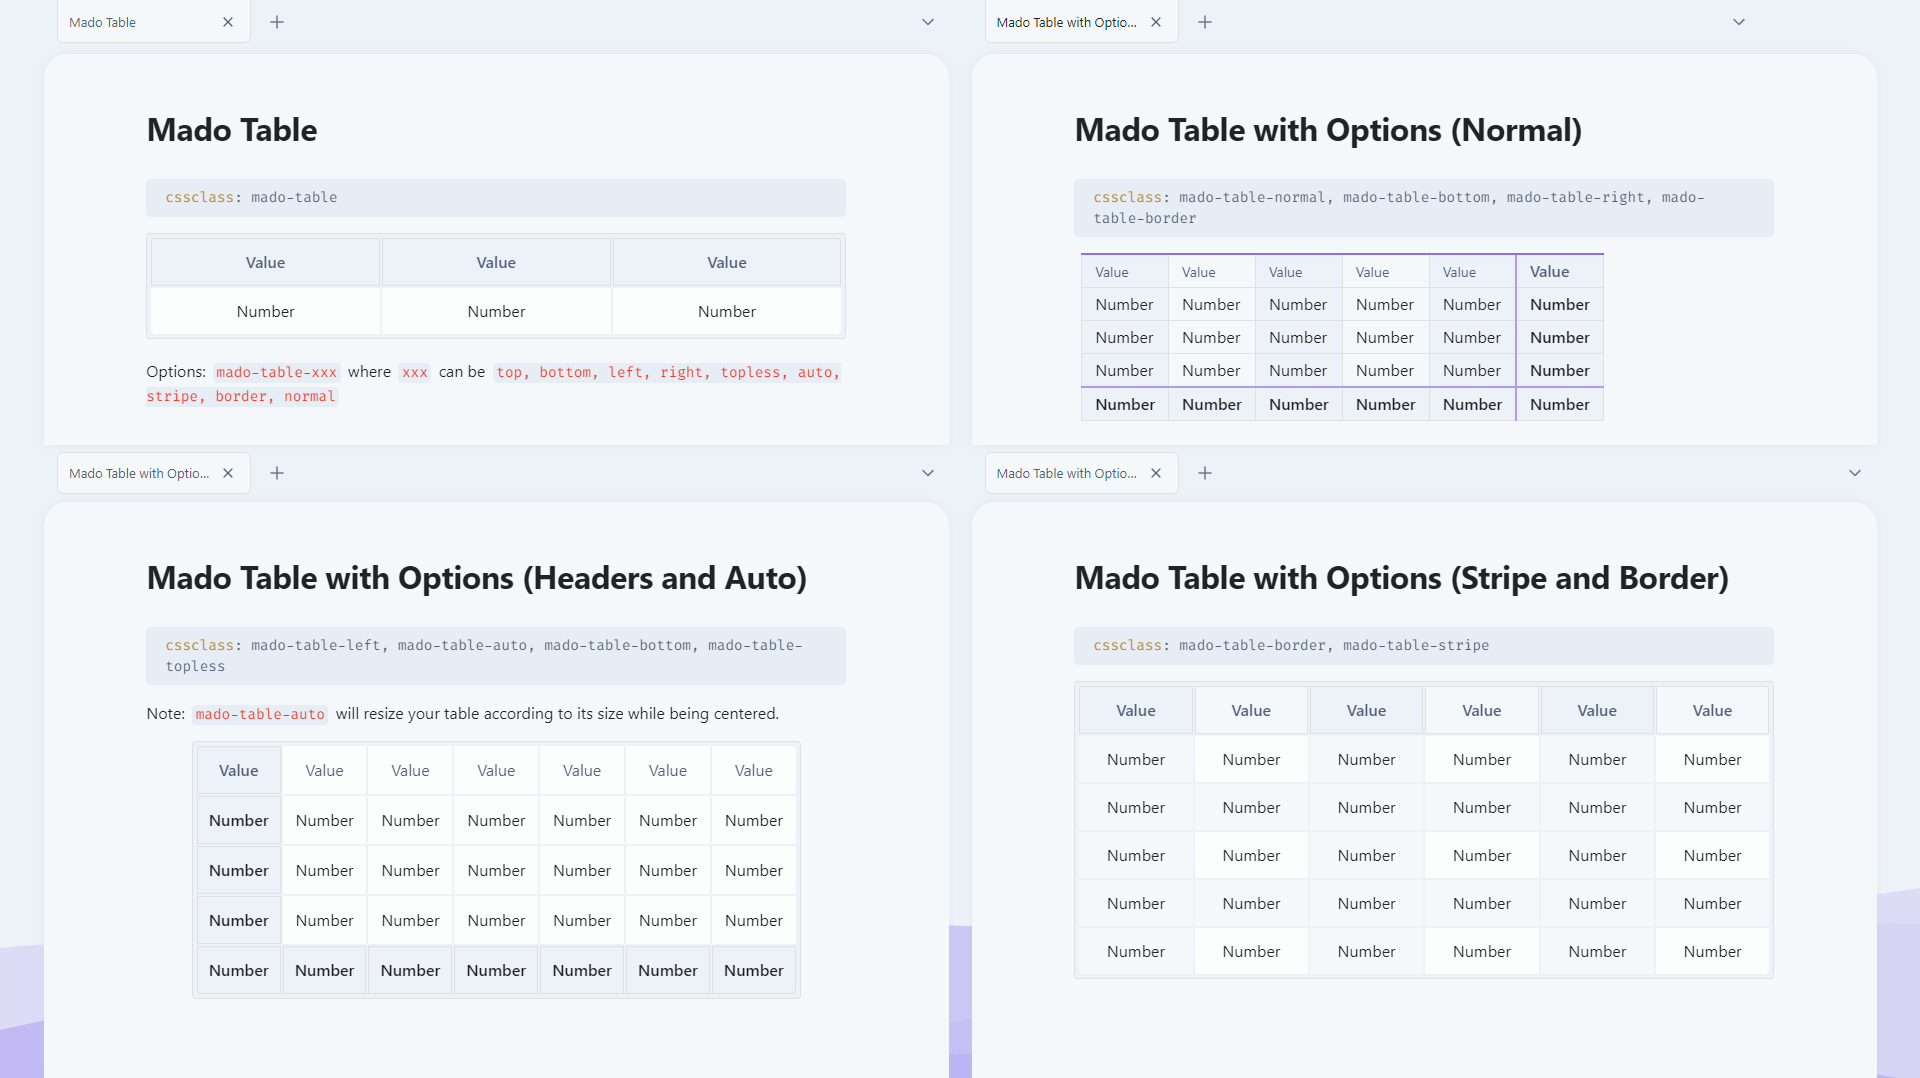 Mado Table
Mado Table
cssclass: mado-table
Value Value Value
Number Number Number
Options: mado-table-xxx where xxx can be top, bottom, left, right, topless, auto,
stripe, border, normal
Mado Table with Optio...
Mado Table with Options (Normal)
cssclass: mado-table-normal, mado-table-bottom, mado-table-right, mado-
table-border
Value Value Value Value Value Value
Number Number Number Number Number Number
Number Number Number Number Number Number
Number Number Number Number Number Number
Number Number Number Number Number Number
Mado Table with Optio...
Mado Table with Options (Headers and Auto)
cssclass: mado-table-left, mado-table-auto, mado-table-bottom, mado-table-
topless
Note: mado-table-auto will resize your table according to its size while being centered.
Value Value Value Value Value Value Value
Number Number Number Number Number Number Number
Number Number Number Number Number Number Number
Number Number Number Number Number Number Number
Number Number Number Number Number Number Number
Mado Table with Optio...
Mado Table with Options (Stripe and Border)
cssclass: mado-table-border, mado-table-stripe
Value Value Value Value Value Value
Number Number Number Number Number Number
Number Number Number Number Number Number
Number Number Number Number Number Number
Number Number Number Number Number Number
Number Number Number Number Number Number